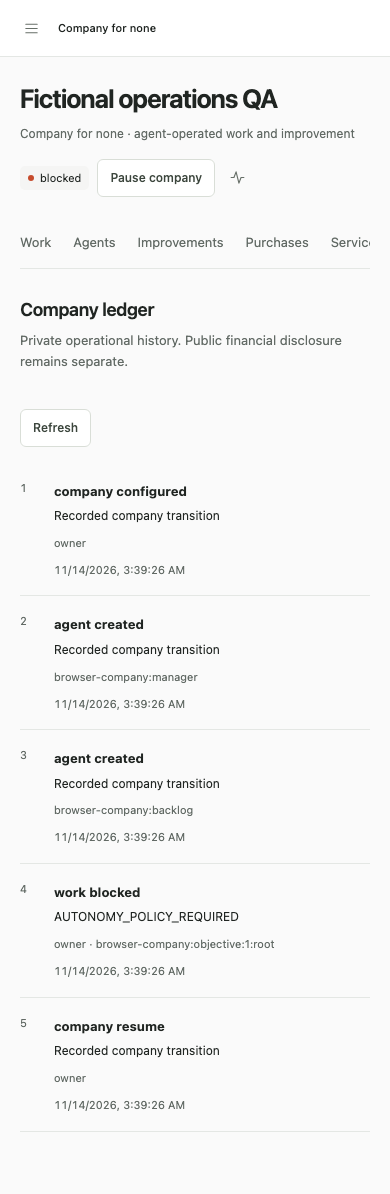 Company for none
Fictional operations QA
Company for none · agent-operated work and improvement
blocked
Pause company
Work Agents Improvements Purchases Servic
Company ledger
Private operational history. Public financial disclosure
remains separate.
Refresh
1
company configured
Recorded company transition
owner
11/14/2026, 3:39:26 AM
2
agent created
Recorded company transition
browser-company:manager
11/14/2026, 3:39:26 AM
3
agent created
Recorded company transition
browser-company:backlog
11/14/2026, 3:39:26 AM
4
work blocked
AUTONOMY_POLICY_REQUIRED
owner · browser-company:objective:1:root
11/14/2026, 3:39:26 AM
5
company resume
Recorded company transition
owner
11/14/2026, 3:39:26 AM